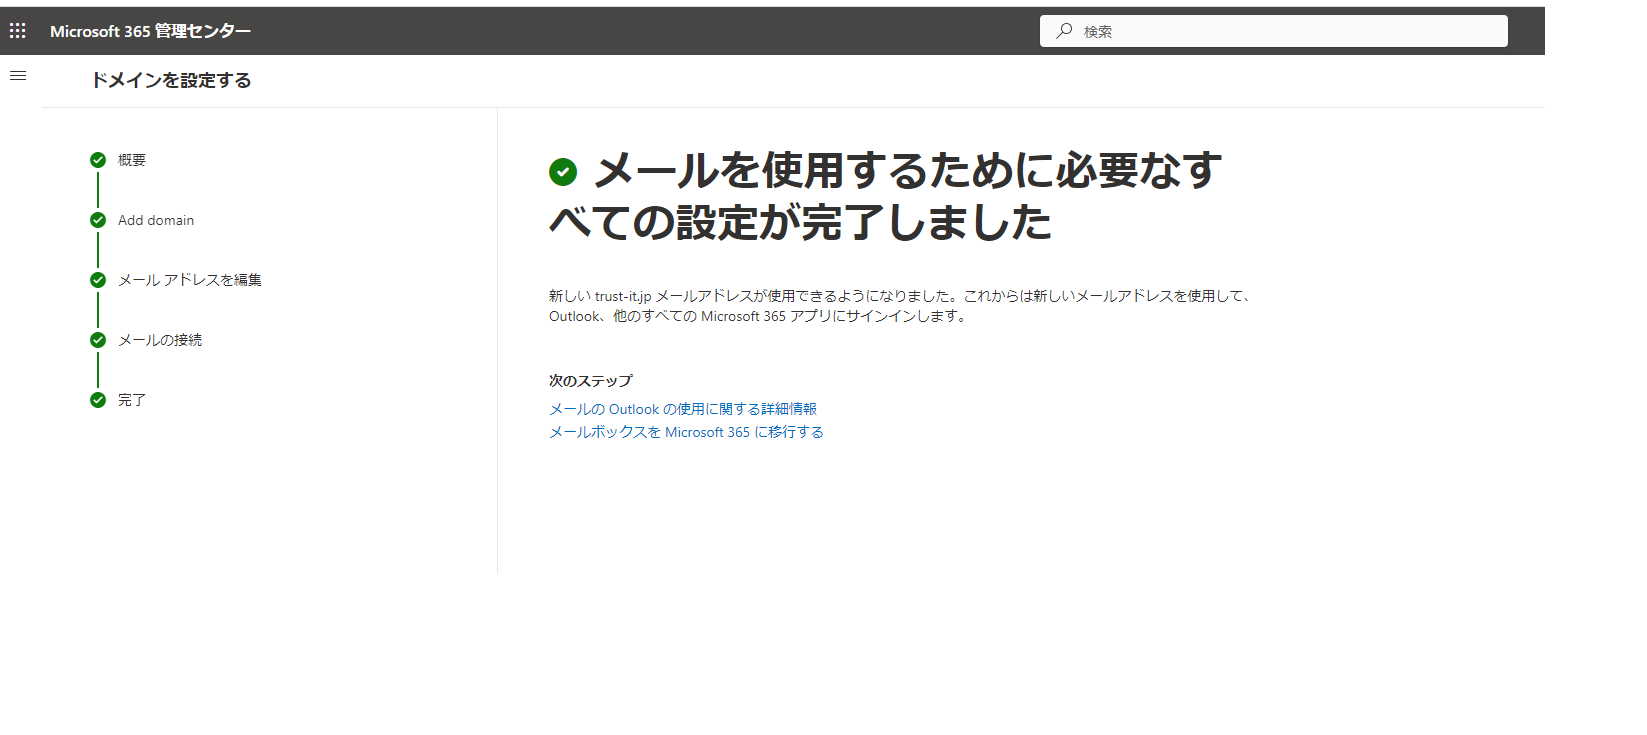 Microsoft 365 管理センター
検索
ドメインを設定する
概要
Add domain
メール アドレスを編集
メールの接続
完了
メールを使用するために必要なす
べての設定が完了しました
新しい trust-it.jp メールアドレスが使用できるようになりました。これからは新しいメールアドレスを使用して、
Outlook、他のすべての Microsoft 365 アプリにサインインします。
次のステップ
メールの Outlook の使用に関する詳細情報
メールボックスを Microsoft 365 に移行する